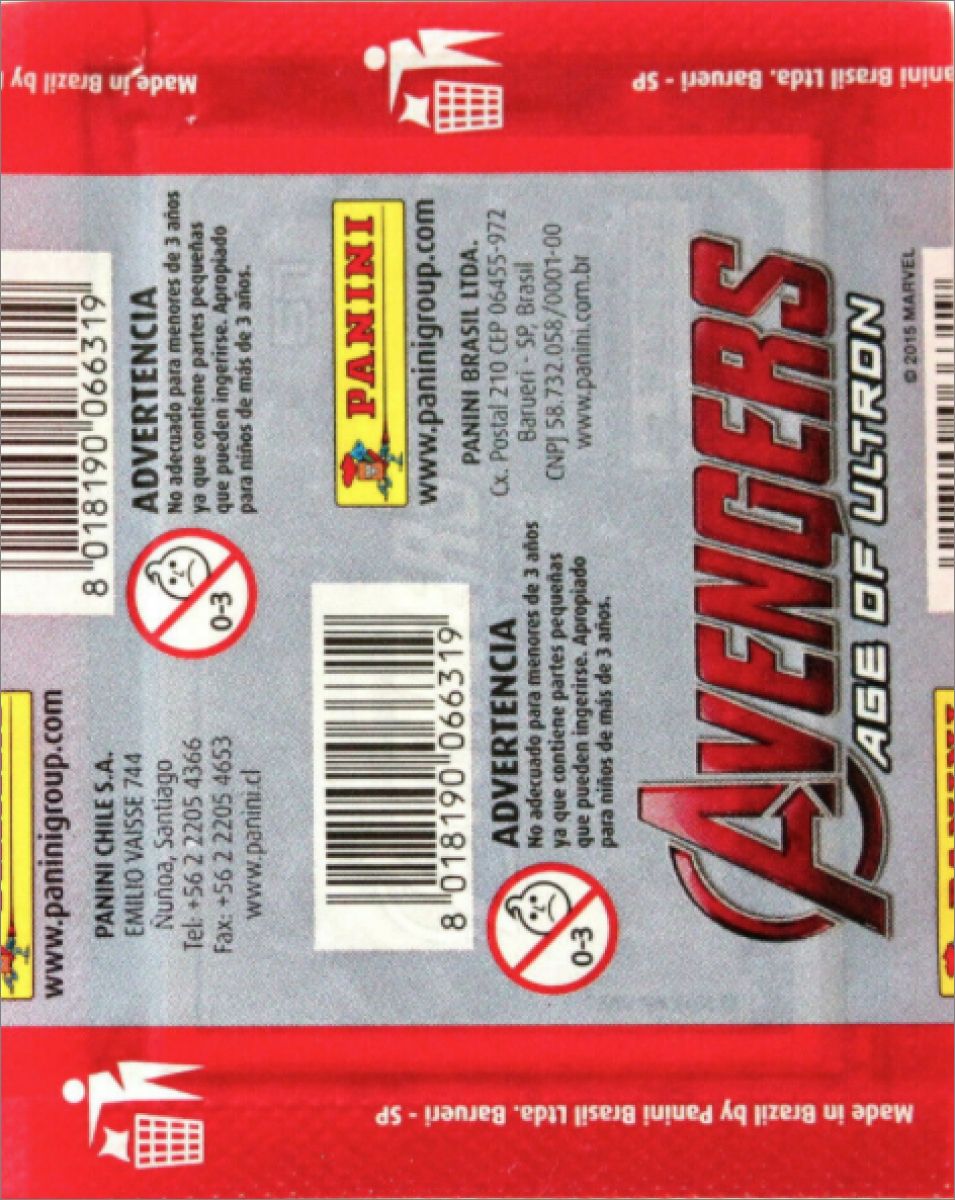 Made in Brazil by
Panini Brasil Ltda. Barueri - SP
8 018190 066319
ADVERTENCIA
No adecuado para menores de 3 años
ya que contiene partes pequeñas
que pueden ingerirse. Apropiado
para niños de más de 3 años.
0-3
www.paninigroup.com
PANINI CHILE S.A.
EMILIO VAISSE 744
Ñunoa, Santiago
Tel: +56 2 2205 4366
Fax: +56 2 2205 4653
www.panini.cl
PANINI
www.paninigroup.com
PANINI BRASIL LTDA.
Cx. Postal 210 CEP 06455-972
Barueri - SP, Brasil
CNPJ 58.732.058/0001-00
www.panini.com.br
8 018190 066319
ADVERTENCIA
No adecuado para menores de 3 años
ya que contiene partes pequeñas
que pueden ingerirse. Apropiado
para niños de más de 3 años.
0-3
AVENGERS
AGE OF ULTRON
© 2015 MARVEL
PANINI
Made in Brazil by Panini Brasil Ltda. Barueri - SP